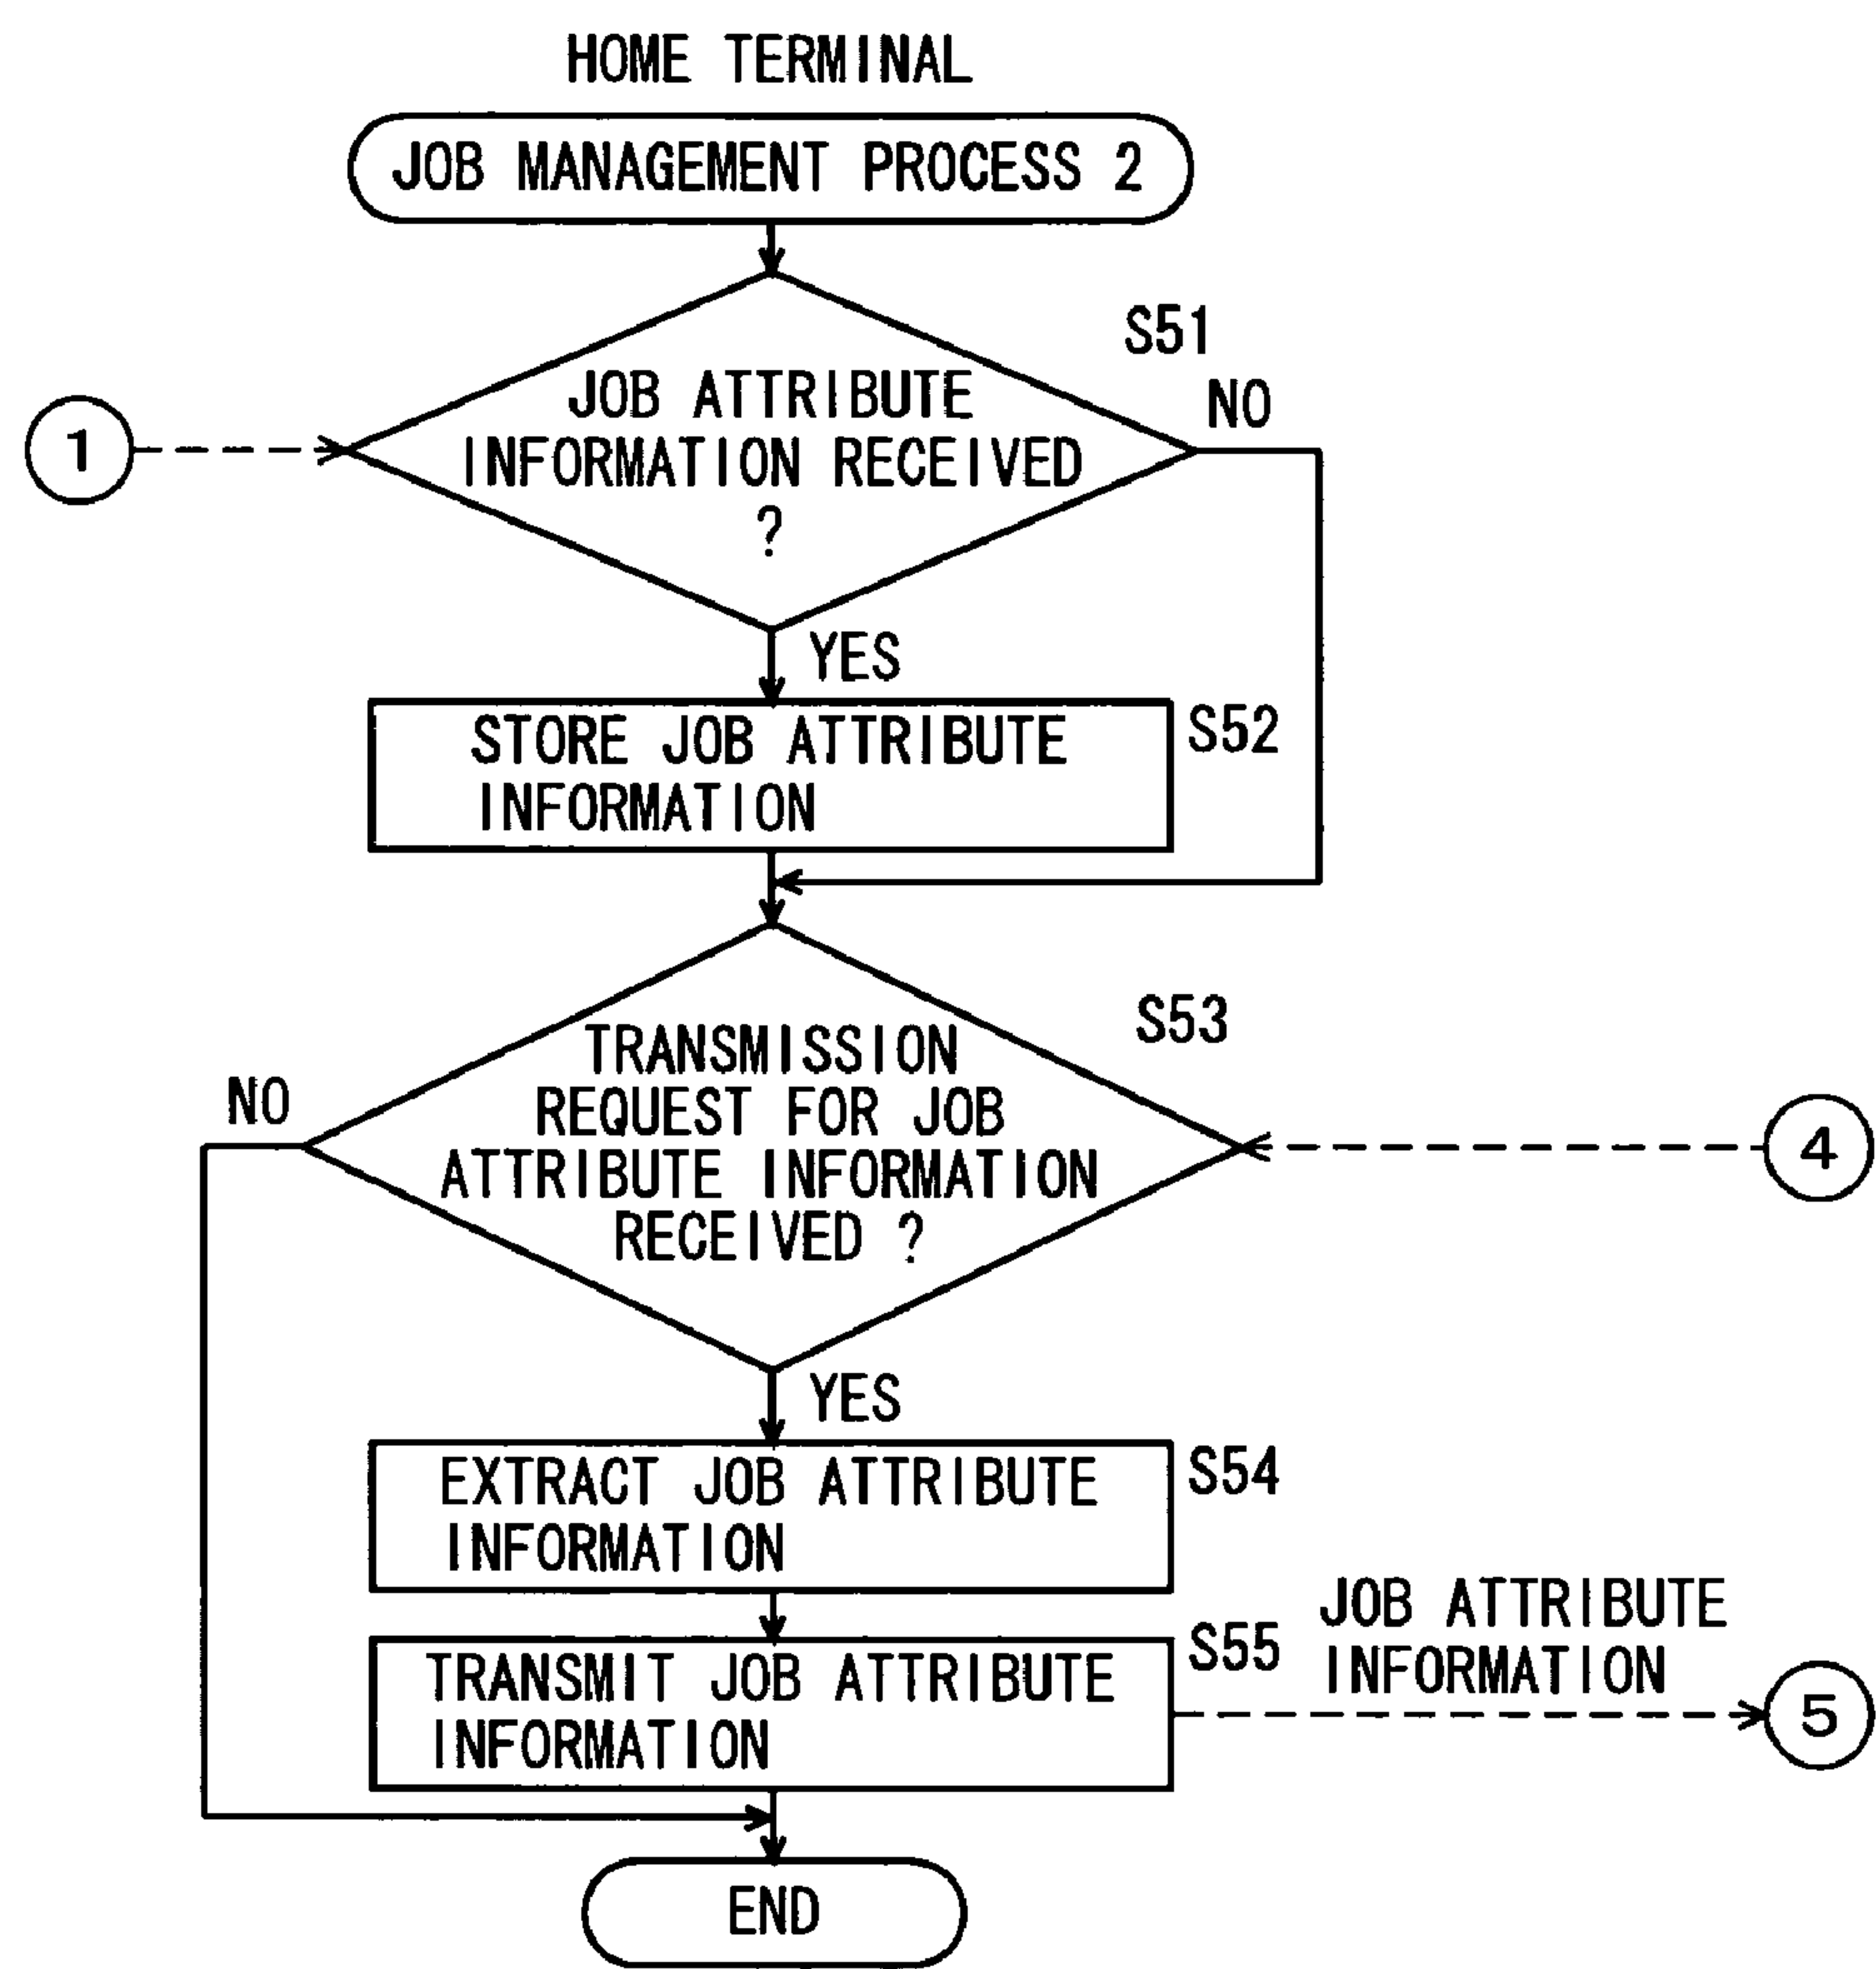 HOME TERMINAL
JOB MANAGEMENT PROCESS 2
S51
JOB ATTRIBUTE
INFORMATION RECEIVED
?
NO
1
YES
STORE JOB ATTRIBUTE
INFORMATION
S52
S53
TRANSMISSION
REQUEST FOR JOB
ATTRIBUTE INFORMATION
RECEIVED ?
NO
4
YES
EXTRACT JOB ATTRIBUTE
INFORMATION
S54
TRANSMIT JOB ATTRIBUTE
INFORMATION
S55
JOB ATTRIBUTE
INFORMATION
5
END